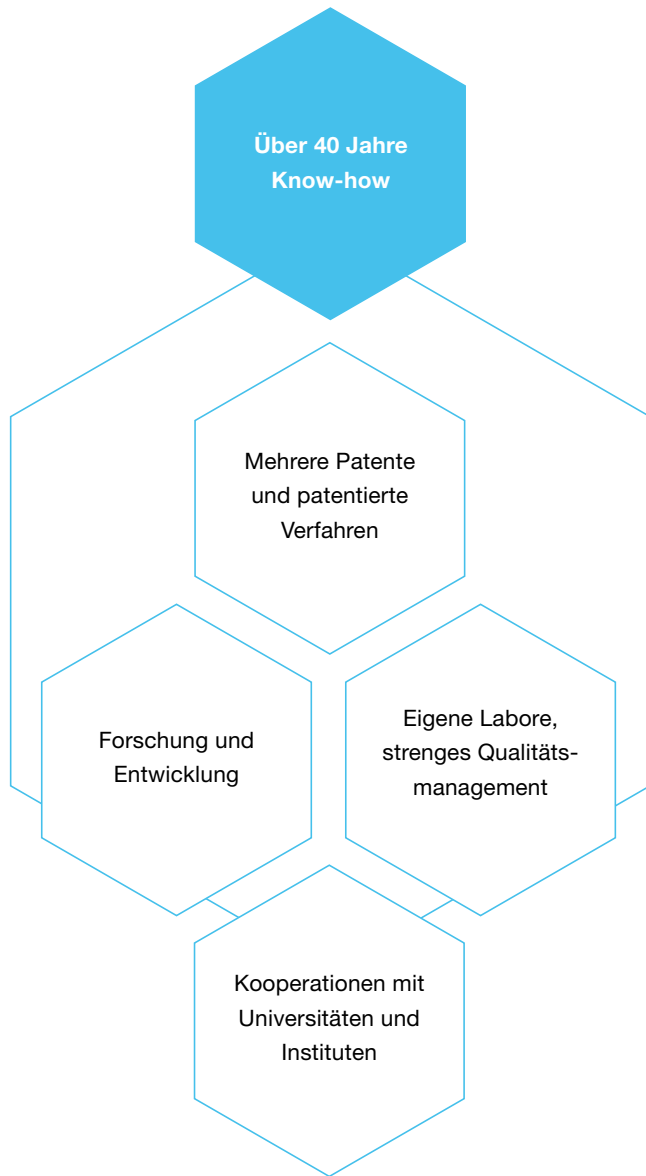 Über 40 Jahre
Know-how
Mehrere Patente
und patentierte
Verfahren
Forschung und
Entwicklung
Eigene Labore,
strenges Qualitäts-
management
Kooperationen mit
Universitäten und
Instituten